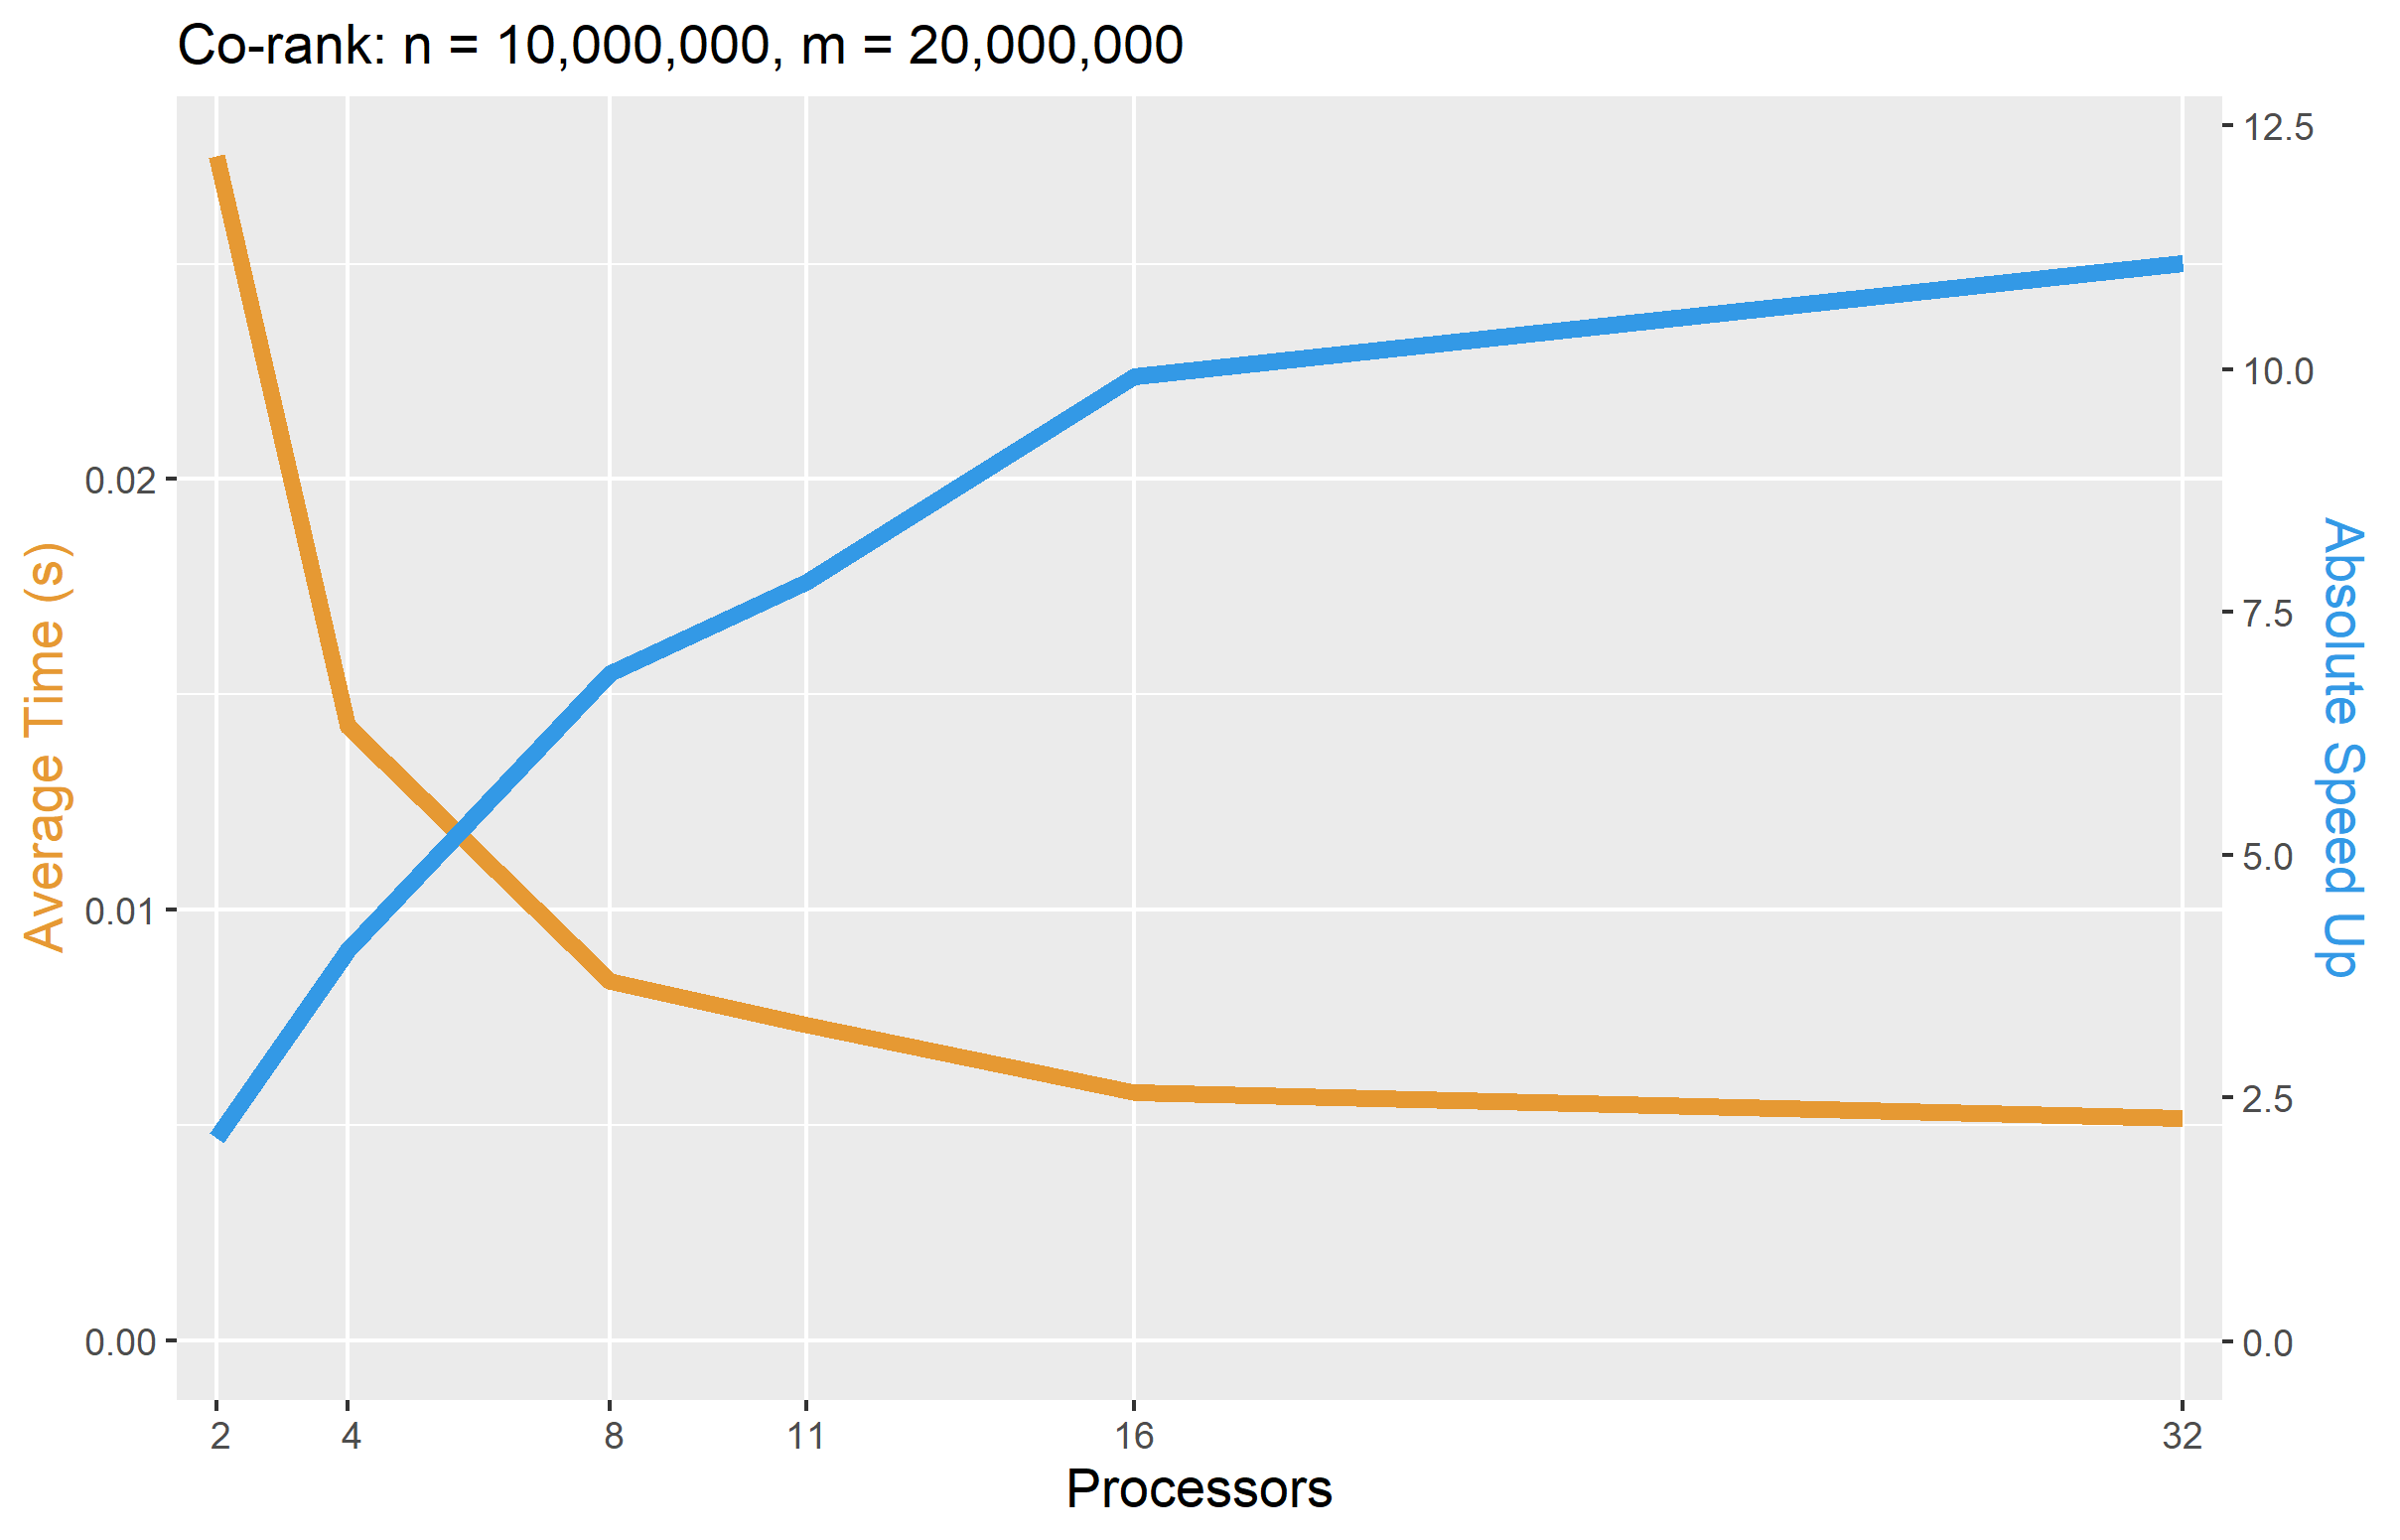 Co-rank: n = 10,000,000, m = 20,000,000
12.5
10.0
7.5
5.0
2.5
0.0
0.02
0.01
0.00
Average Time (s)
Absolute Speed Up
2 4 8 11 16 32
Processors